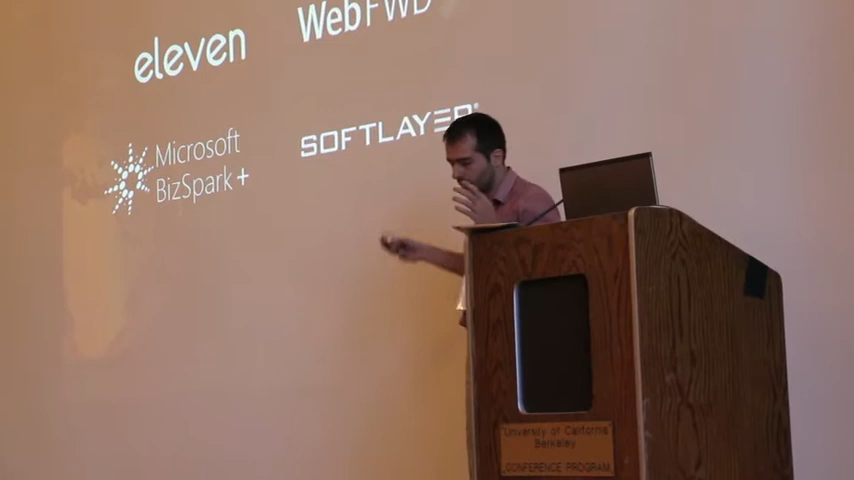 eleven
WebFWD
Microsoft
BizSpark+
SOFTLAYER
University of California
Berkeley
CONFERENCE PROGRAM